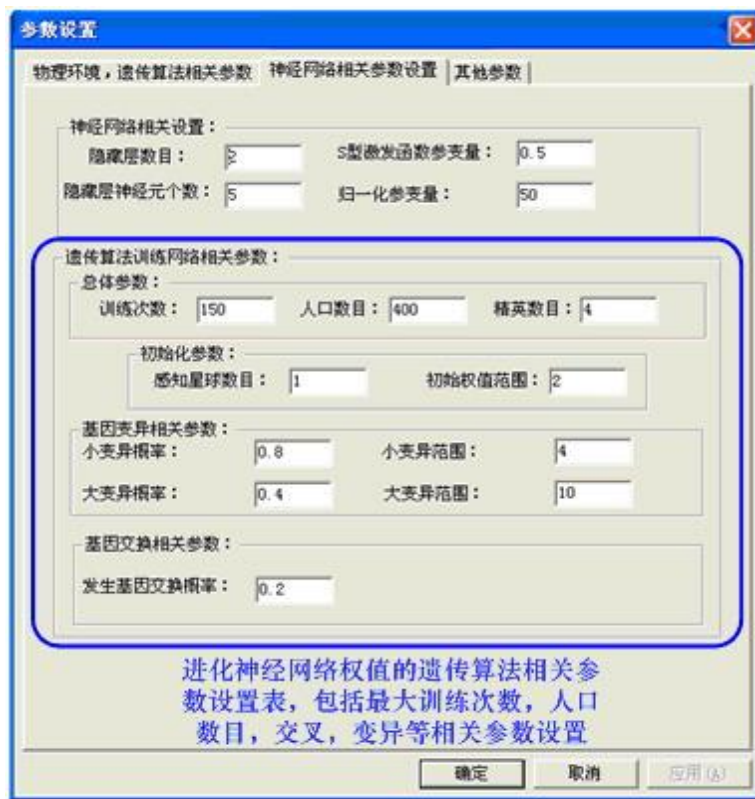 参数设置
物理环境，遗传算法相关参数 神经网络相关参数设置 其他参数
神经网络相关设置：
隐藏层数目： 2 S型激发函数参变量： 0.5
隐藏层神经元个数： 5 归一化参变量： 50
遗传算法训练网络相关参数：
总体参数：
训练次数： 150 人口数目： 400 精英数目： 4
初始化参数：
感知星球数目： 1 初始权值范围： 2
基因变异相关参数：
小变异概率： 0.8 小变异范围： 4
大变异概率： 0.4 大变异范围： 10
基因交换相关参数：
发生基因交换概率： 0.2
进化神经网络权值的遗传算法相关参
数设置表，包括最大训练次数，人口
数目，交叉，变异等相关参数设置
确定 取消 应用(A)